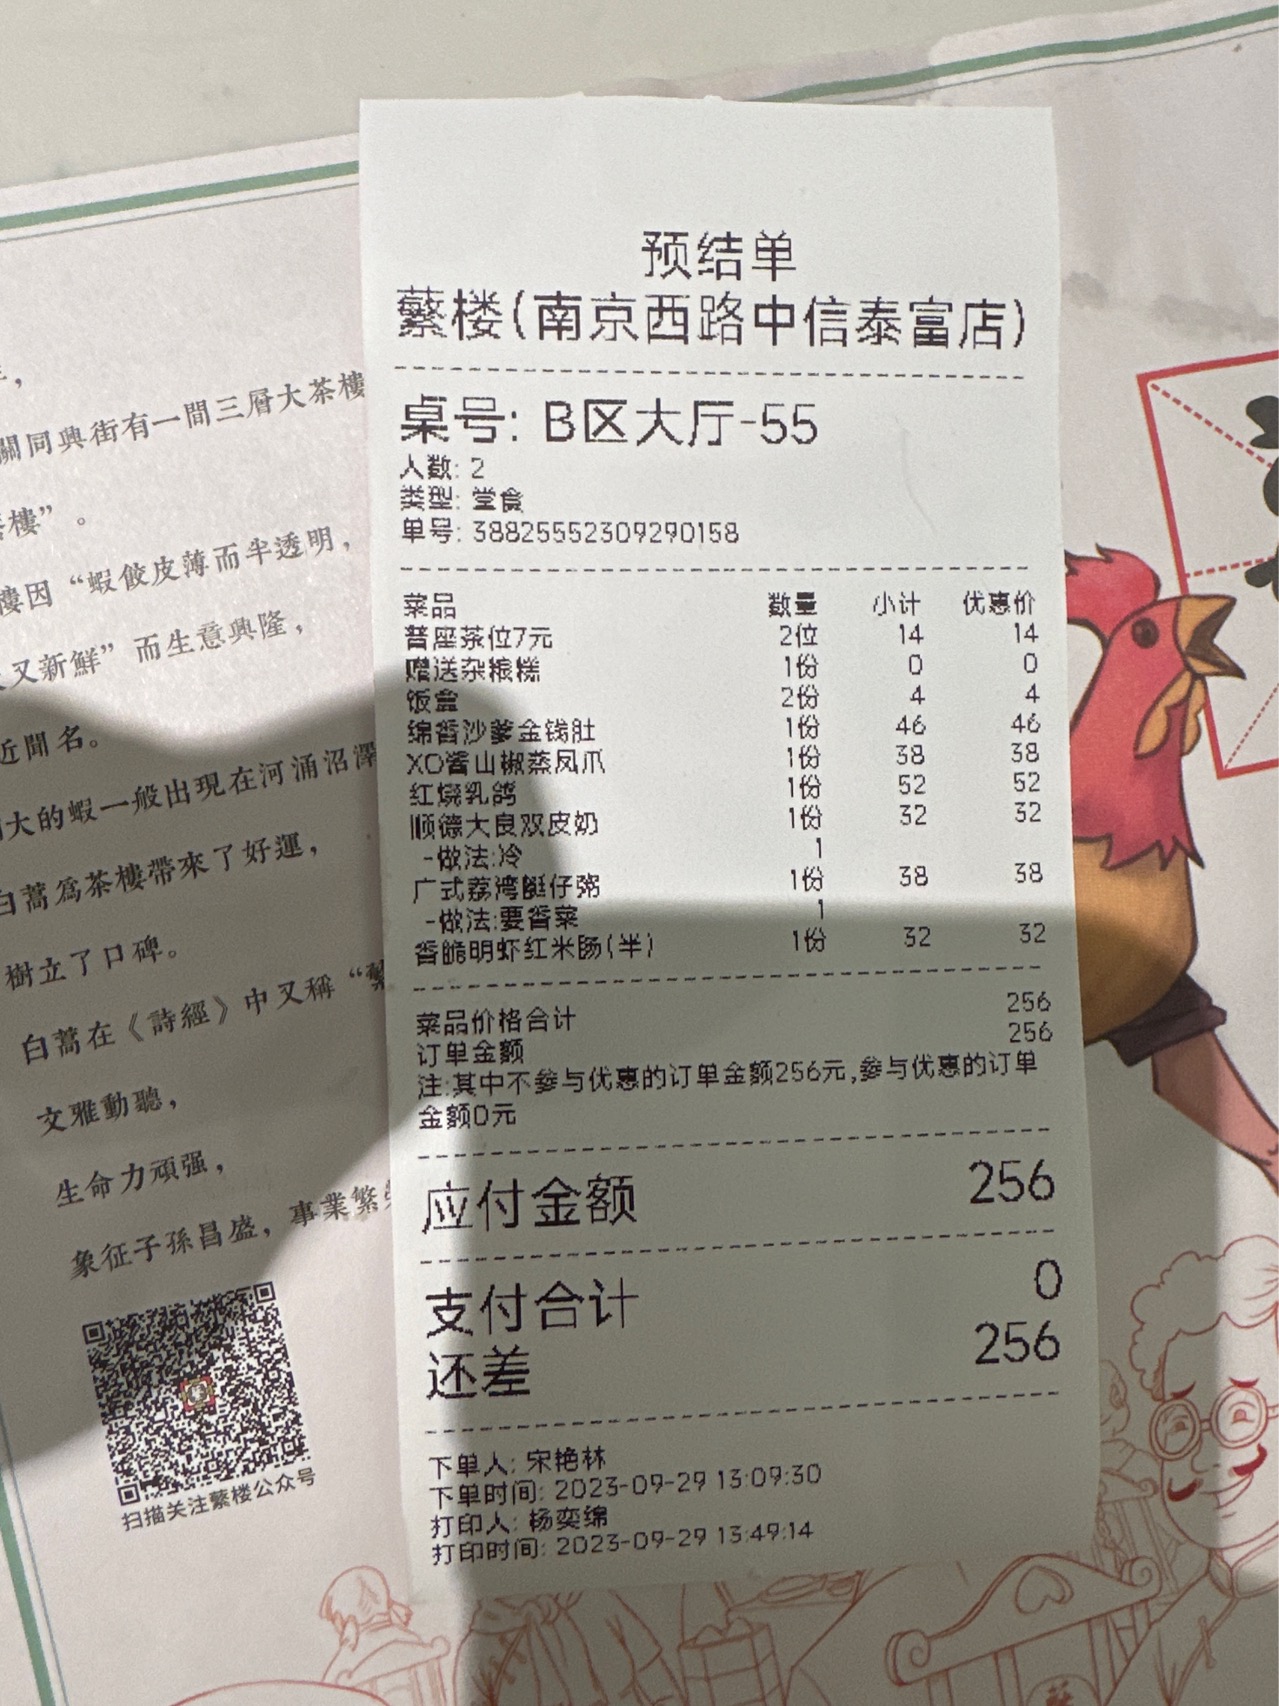 预结单
蘩楼(南京西路中信泰富店)
桌号: B区大厅-55
人数: 2
类型: 堂食
单号: 38825552309290158
菜品 数量 小计 优惠价
普座茶位7元 2位 14 14
赠送杂粮糕 1份 0 0
饭盒 2份 4 4
绵香沙爹金钱肚 1份 46 46
XO酱山椒蒸凤爪 1份 38 38
红烧乳鸽 1份 52 52
顺德大良双皮奶 1份 32 32
-做法:冷 1
广式荔湾艇仔粥 1份 38 38
-做法:要香菜 1
香脆明虾红米肠(半) 1份 32 32
菜品价格合计 256
订单金额 256
注:其中不参与优惠的订单金额256元,参与优惠的订单
金额0元
应付金额 256
支付合计 0
还差 256
下单人: 宋艳林
下单时间: 2023-09-29 13:09:30
打印人: 杨奕绵
打印时间: 2023-09-29 13:49:14
關同興街有一間三層大茶樓
樓”。
樓因“蝦餃皮薄而半透明，
又新鮮”而生意興隆，
近聞名。
大的蝦一般出現在河涌沼澤
白蒿為茶樓帶來了好運，
樹立了口碑。
白蒿在《詩經》中又稱“蘩
文雅動聽，
生命力頑强，
象征子孫昌盛，事業繁榮
扫描关注蘩楼公众号